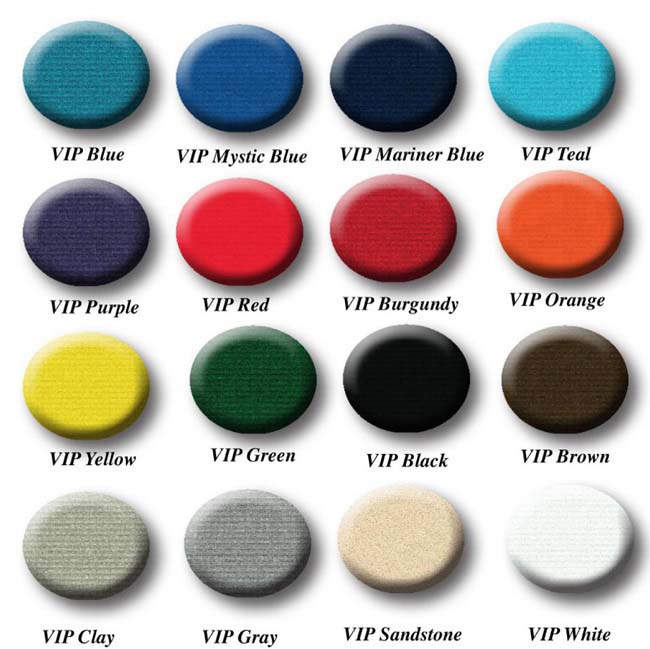 VIP Blue
VIP Mystic Blue
VIP Mariner Blue
VIP Teal
VIP Purple
VIP Red
VIP Burgundy
VIP Orange
VIP Yellow
VIP Green
VIP Black
VIP Brown
VIP Clay
VIP Gray
VIP Sandstone
VIP White